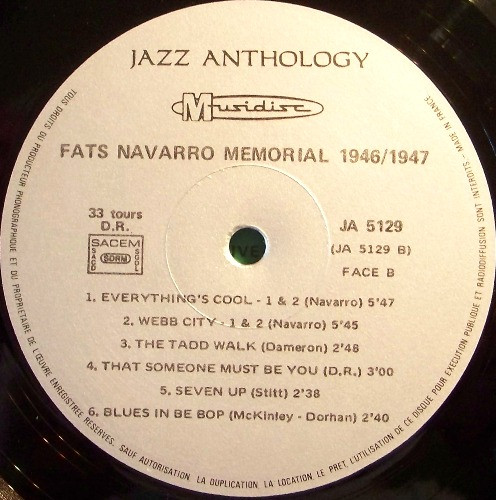 JAZZ ANTHOLOGY
Musidisc
FATS NAVARRO MEMORIAL 1946/1947
33 tours
D.R.
SACEM
SACD
SDRM
SGDL
JA 5129
(JA 5129 B)
FACE B
1. EVERYTHING'S COOL - 1 & 2 (Navarro) 5'47
2. WEBB CITY - 1 & 2 (Navarro) 5'45
3. THE TADD WALK (Dameron) 2'48
4. THAT SOMEONE MUST BE YOU (D.R.) 3'00
5. SEVEN UP (Stitt) 2'38
6. BLUES IN BE BOP (McKinley - Dorhan) 2'40
TOUS DROITS DU PRODUCTEUR PHONOGRAPHIQUE ET DU PROPRIETAIRE DE L'ŒUVRE ENREGISTREE RESERVES. SAUF AUTORISATION LA DUPLICATION, LA LOCATION, LE PRET, L'UTILISATION DE CE DISQUE POUR EXECUTION PUBLIQUE ET RADIODIFFUSION SONT INTERDITS - MADE IN FRANCE